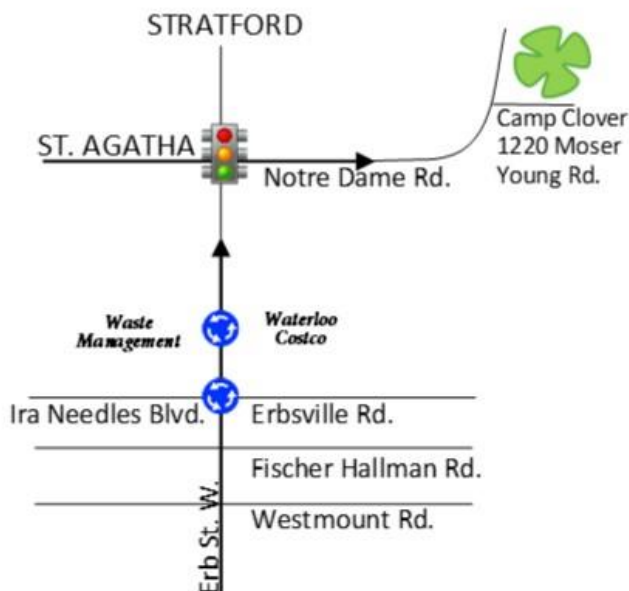 STRATFORD
ST. AGATHA
Notre Dame Rd.
Camp Clover
1220 Moser
Young Rd.
Waste
Management
Waterloo
Costco
Ira Needles Blvd.
Erbsville Rd.
Fischer Hallman Rd.
Westmount Rd.
Erb St. W.